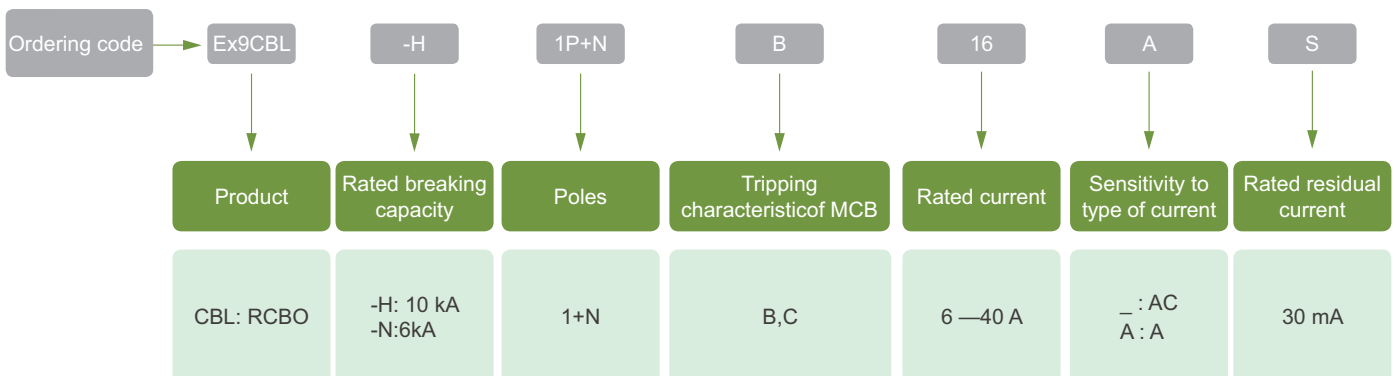 Ordering code
Ex9CBL
-H
1P+N
B
16
A
S
Product
Rated breaking
capacity
Poles
Tripping
characteristicof MCB
Rated current
Sensitivity to
type of current
Rated residual
current
CBL: RCBO
-H: 10 kA
-N:6kA
1+N
B,C
6 —40 A
_ : AC
A : A
30 mA